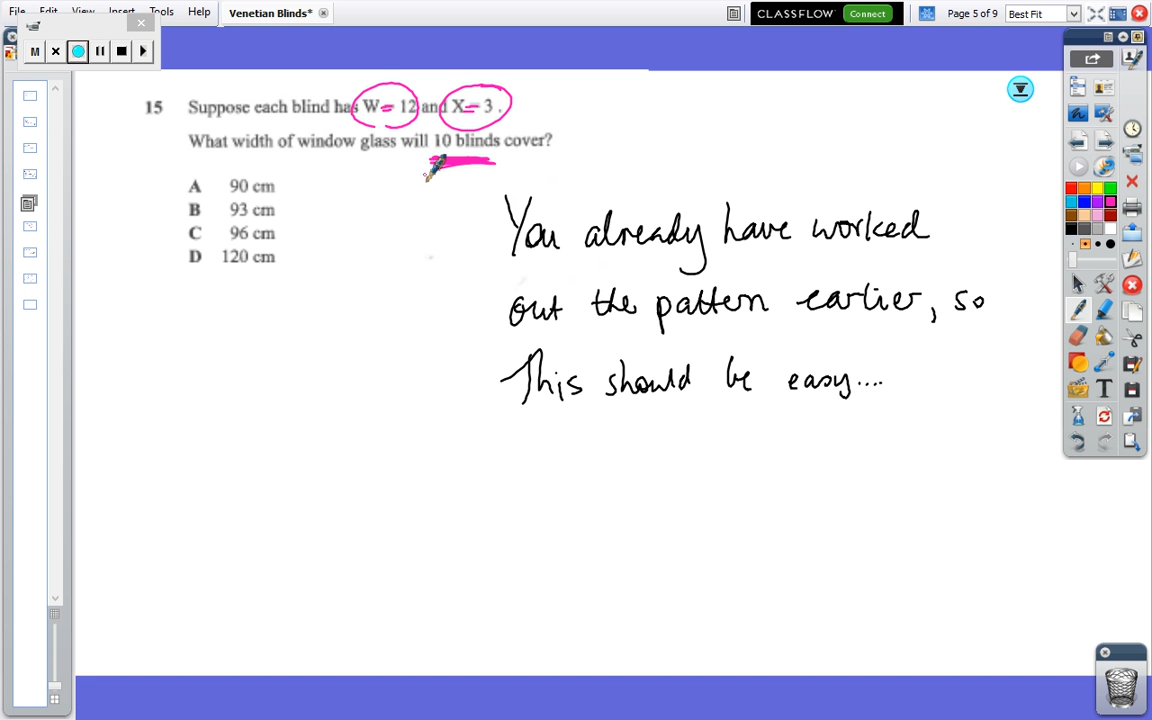 File Edit View Insert Tools Help
Venetian Blinds*
CLASSFLOW Connect
Page 5 of 9
Best Fit
M
15 Suppose each blind has W = 12 and X = 3 .
What width of window glass will 10 blinds cover?
A 90 cm
B 93 cm
C 96 cm
D 120 cm
You already have worked
out the pattern earlier, so
This should be easy....
T